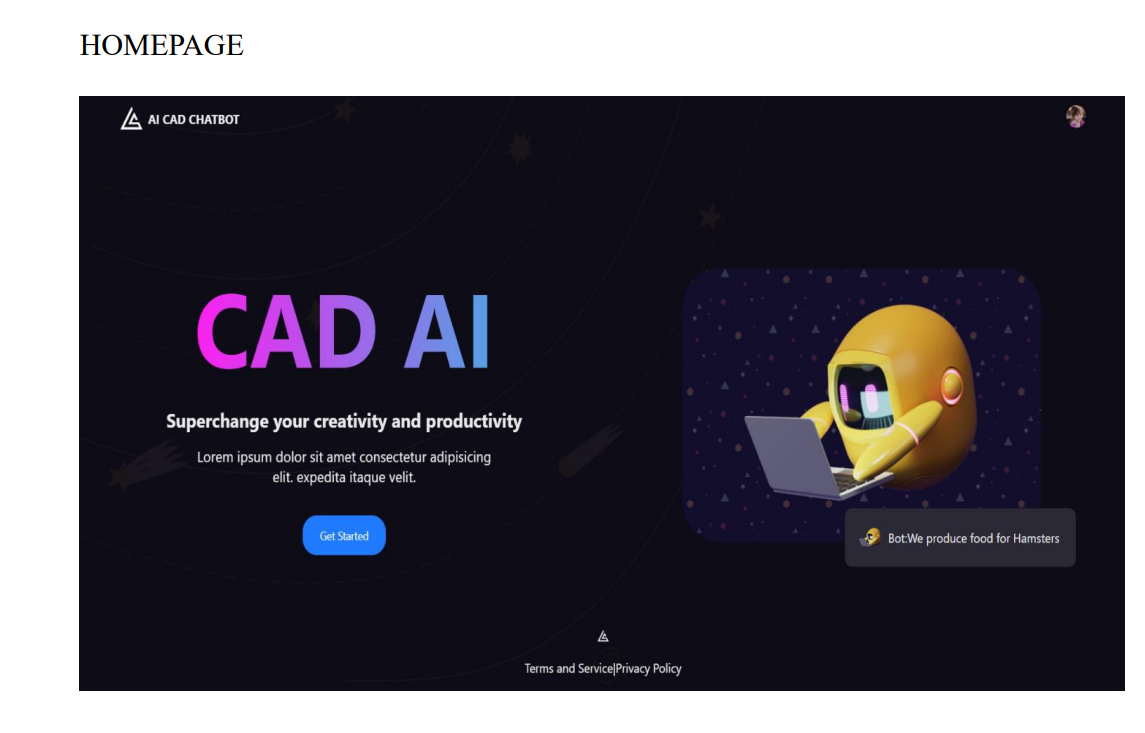 HOMEPAGE
AI CAD CHATBOT
CAD AI
Superchange your creativity and productivity
Lorem ipsum dolor sit amet consectetur adipisicing
elit. expedita itaque velit.
Get Started
Bot:We produce food for Hamsters
Terms and Service|Privacy Policy